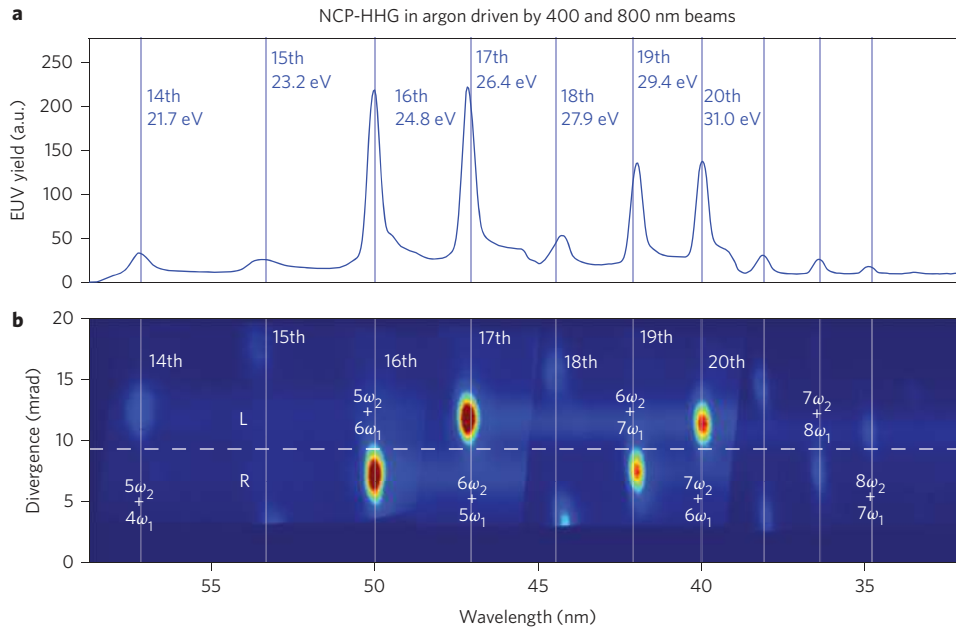 a
NCP-HHG in argon driven by 400 and 800 nm beams
EUV yield (a.u.)
250
200
150
100
50
0
14th
21.7 eV
15th
23.2 eV
16th
24.8 eV
17th
26.4 eV
18th
27.9 eV
19th
29.4 eV
20th
31.0 eV
b
Divergence (mrad)
20
15
10
5
0
14th
15th
16th
17th
18th
19th
20th
L
R
5ω₂
+
4ω₁
5ω₂
+
6ω₁
6ω₂
+
5ω₁
6ω₂
+
7ω₁
7ω₂
+
6ω₁
7ω₂
+
8ω₁
8ω₂
+
7ω₁
55
50
45
40
35
Wavelength (nm)